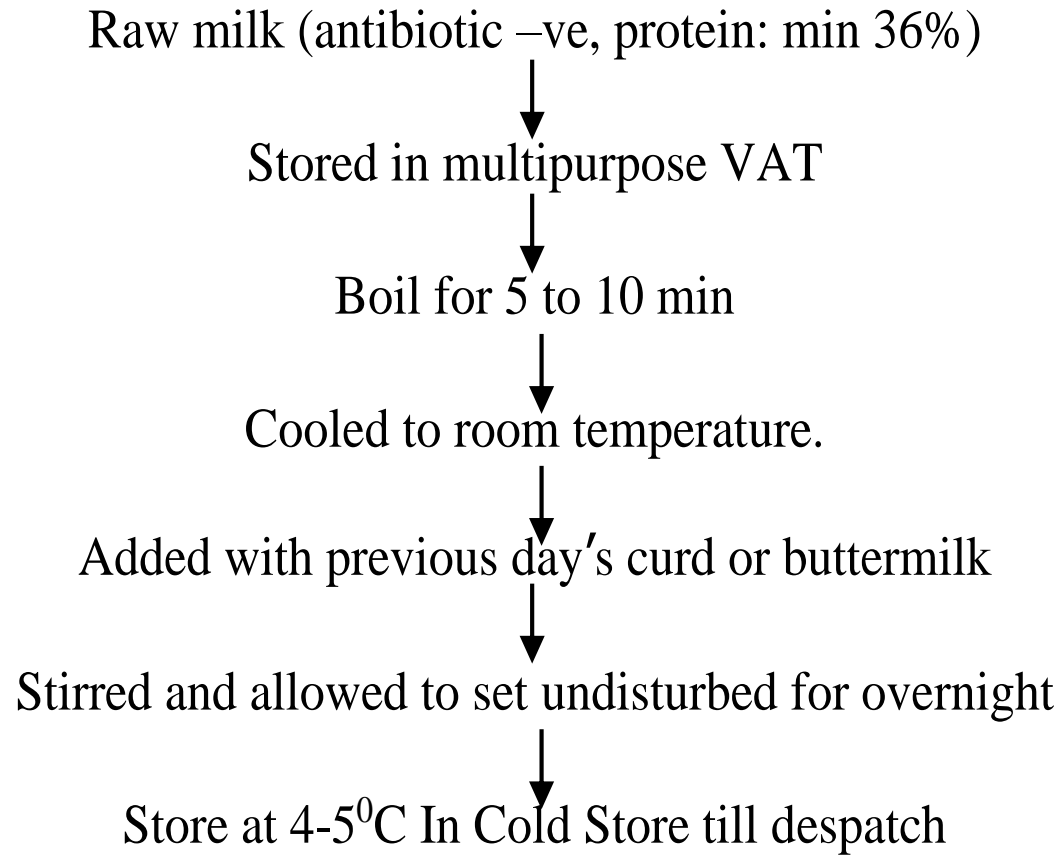 Raw milk (antibiotic –ve, protein: min 36%)
Stored in multipurpose VAT
Boil for 5 to 10 min
Cooled to room temperature.
Added with previous day′s curd or buttermilk
Stirred and allowed to set undisturbed for overnight
Store at 4-5⁰C In Cold Store till despatch